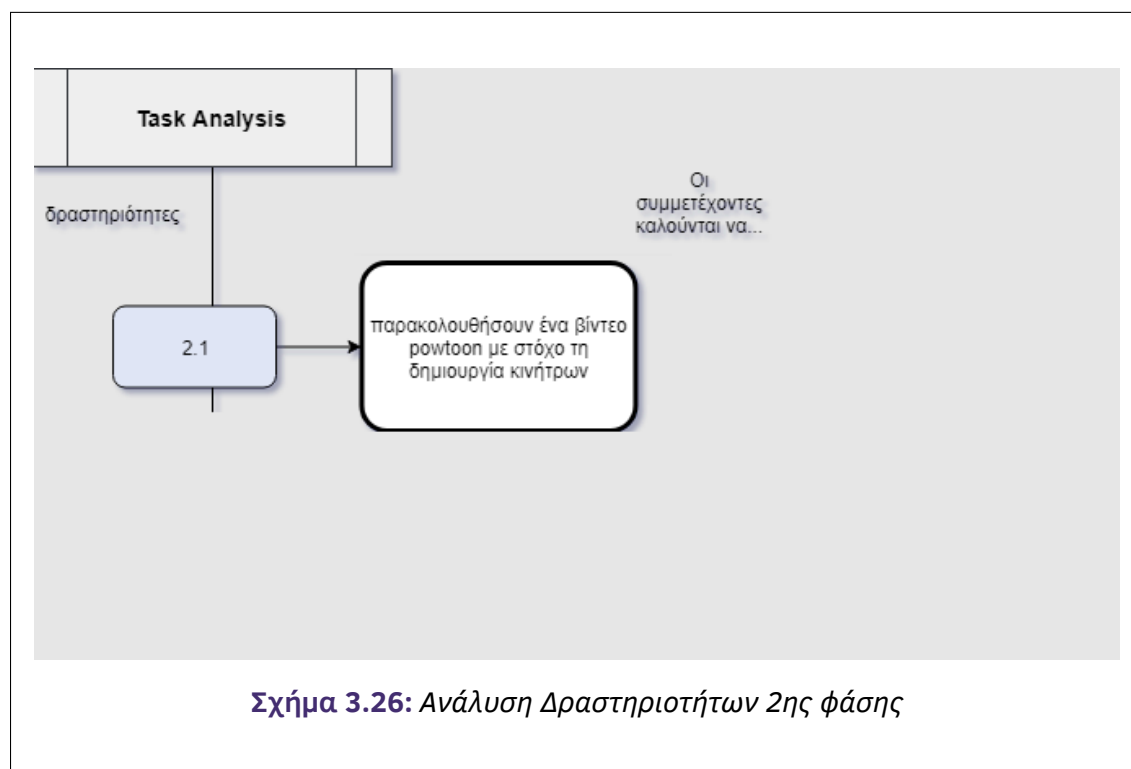 Task Analysis
δραστηριότητες
Οι
συμμετέχοντες
καλούνται να...
2.1
παρακολουθήσουν ένα βίντεο
powtoon με στόχο τη
δημιουργία κινήτρων
Σχήμα 3.26: Ανάλυση Δραστηριοτήτων 2ης φάσης